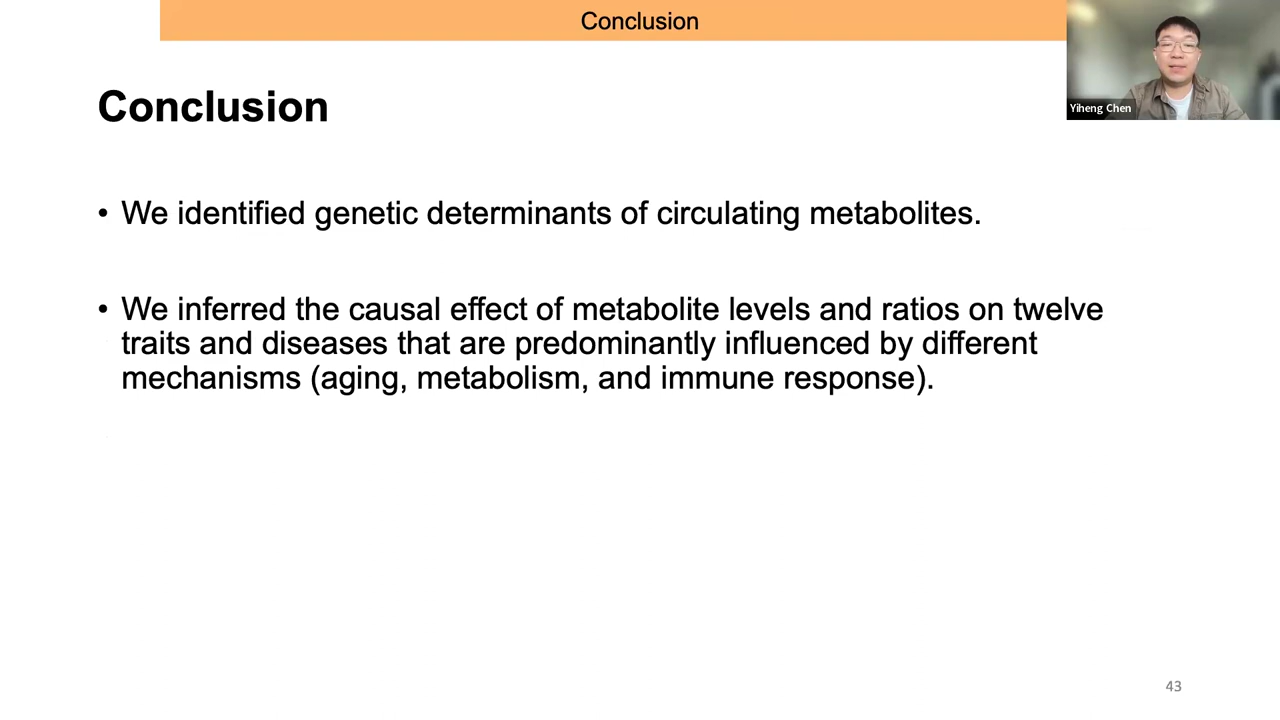 Conclusion
Yiheng Chen
Conclusion
• We identified genetic determinants of circulating metabolites.
• We inferred the causal effect of metabolite levels and ratios on twelve
traits and diseases that are predominantly influenced by different
mechanisms (aging, metabolism, and immune response).
43